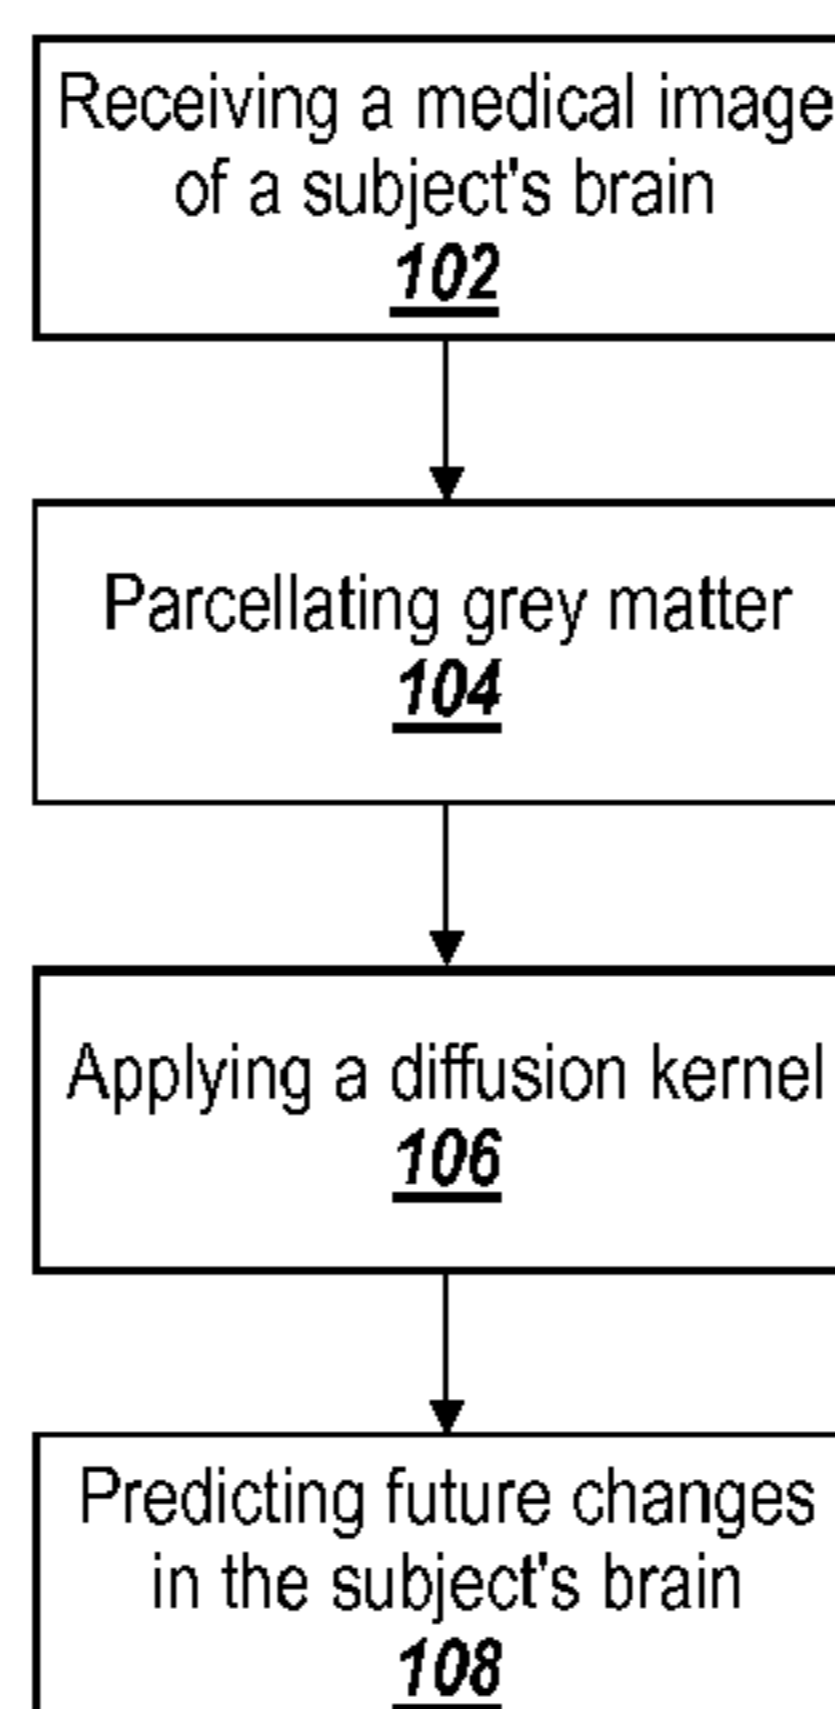 Receiving a medical image
of a subject's brain
102
Parcellating grey matter
104
Applying a diffusion kernel
106
Predicting future changes
in the subject's brain
108